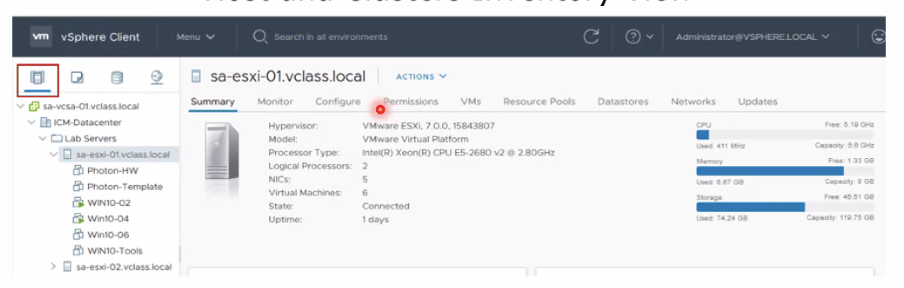 vm vSphere Client Menu Search in all environments Administrator@VSPHERE.LOCAL
sa-esxi-01.vclass.local ACTIONS
Summary Monitor Configure Permissions VMs Resource Pools Datastores Networks Updates
sa-vcsa-01.vclass.local
ICM-Datacenter
Lab Servers
sa-esxi-01.vclass.local
Photon-HW
Photon-Template
WIN10-02
Win10-04
Win10-06
WIN10-Tools
sa-esxi-02.vclass.local
Hypervisor: VMware ESXi, 7.0.0, 15843807
Model: VMware Virtual Platform
Processor Type: Intel(R) Xeon(R) CPU E5-2680 v2 @ 2.80GHz
Logical Processors: 2
NICs: 5
Virtual Machines: 6
State: Connected
Uptime: 1 days
CPU Free: 5.19 GHz
Used: 411 MHz Capacity: 5.6 GHz
Memory Free: 1.33 GB
Used: 6.67 GB Capacity: 8 GB
Storage Free: 45.51 GB
Used: 74.24 GB Capacity: 119.75 GB